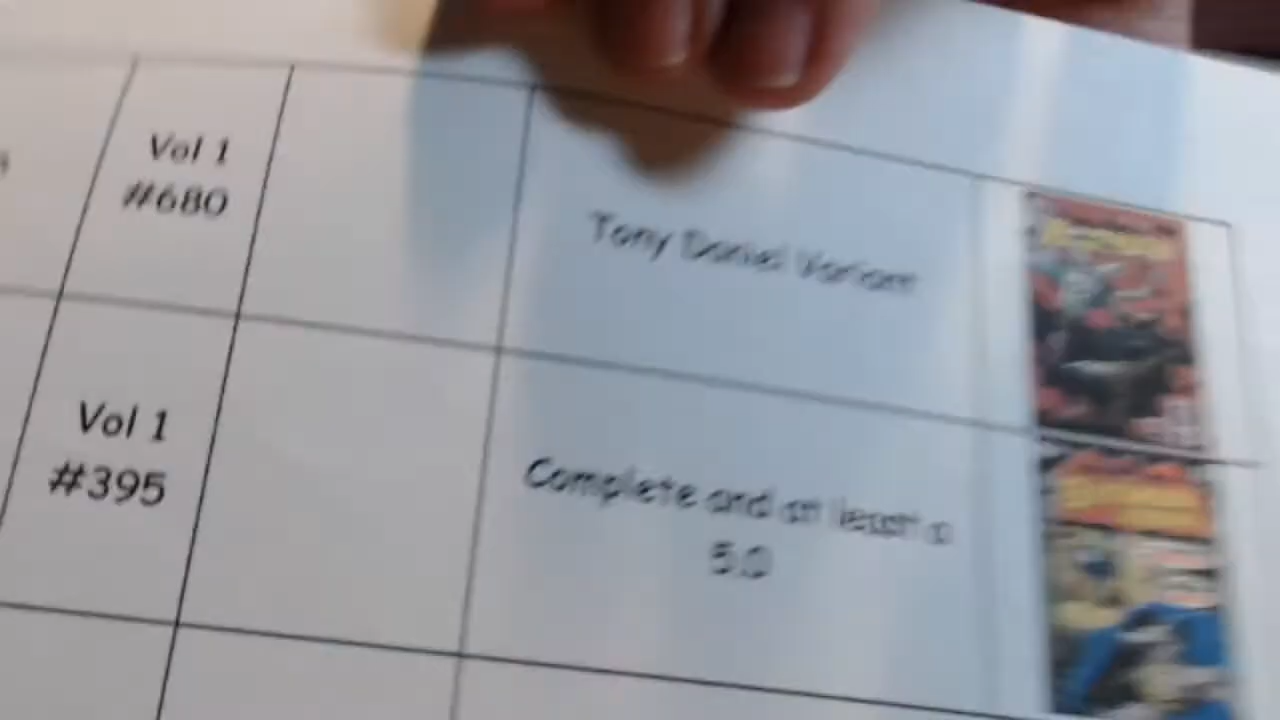 Vol 1
#680
Tony Daniel Variant
Vol 1
#395
Complete and at least a
5.0